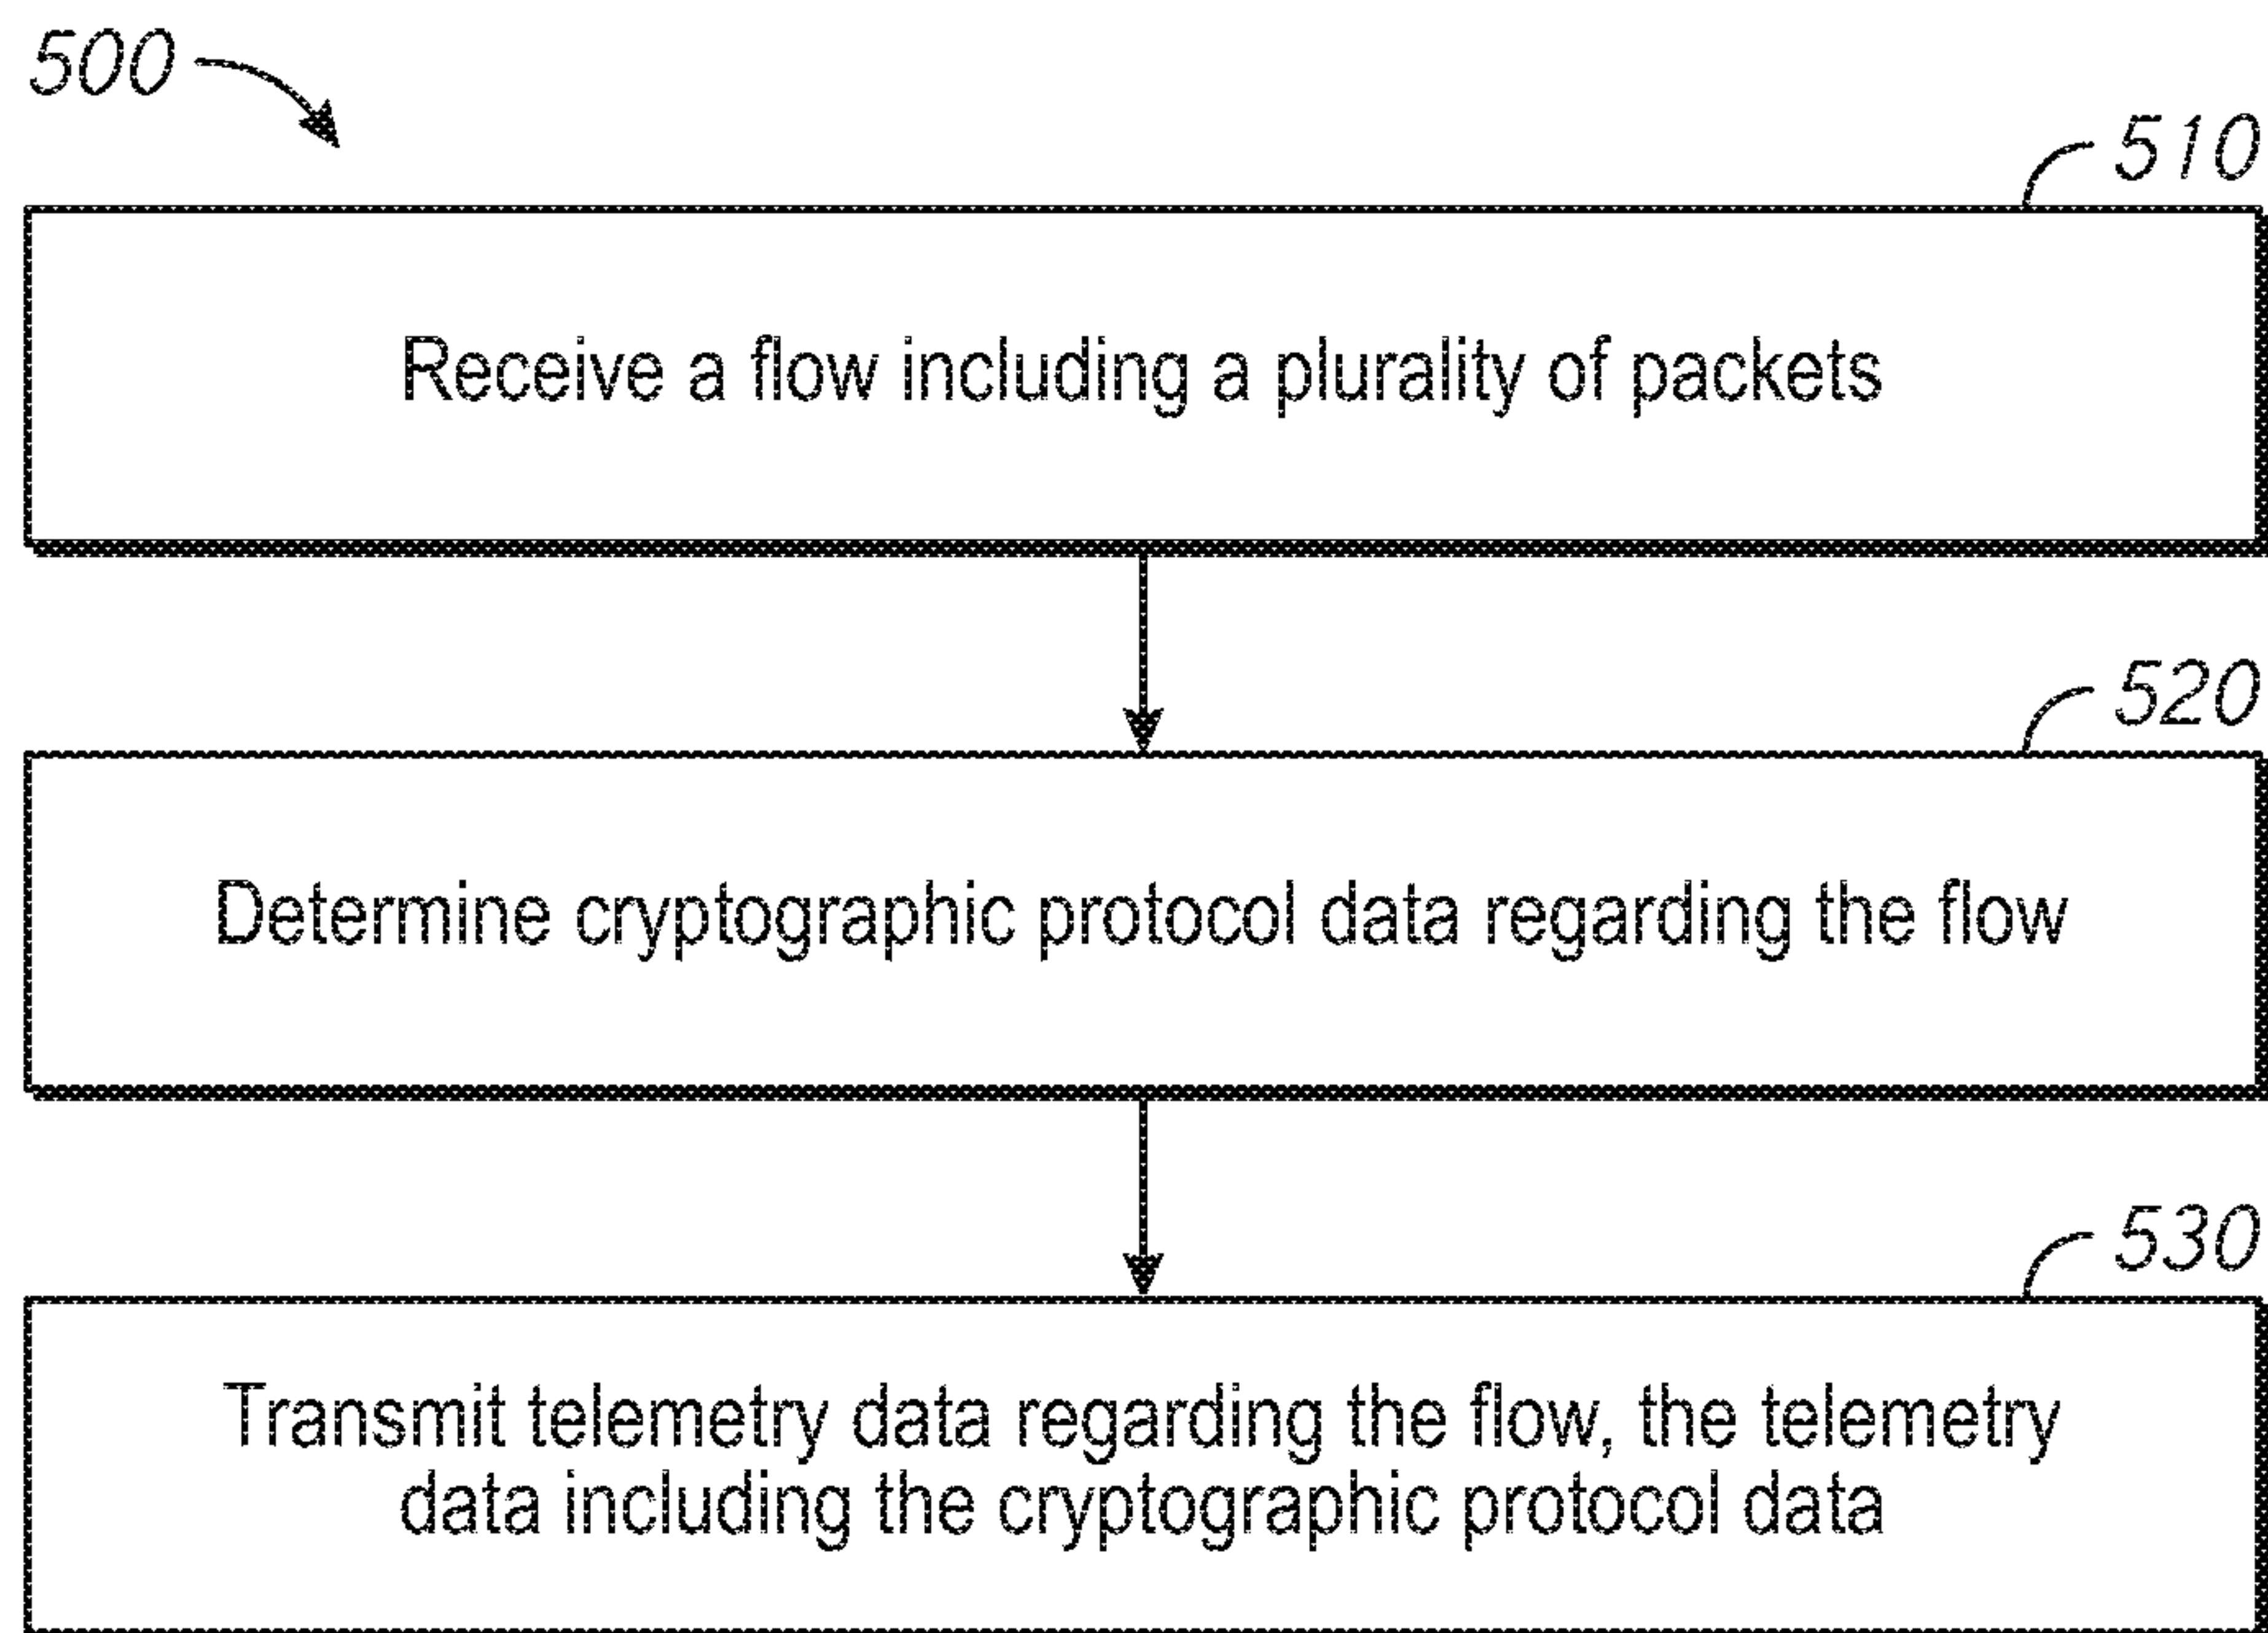 500
510
Receive a flow including a plurality of packets
520
Determine cryptographic protocol data regarding the flow
530
Transmit telemetry data regarding the flow, the telemetry
data including the cryptographic protocol data